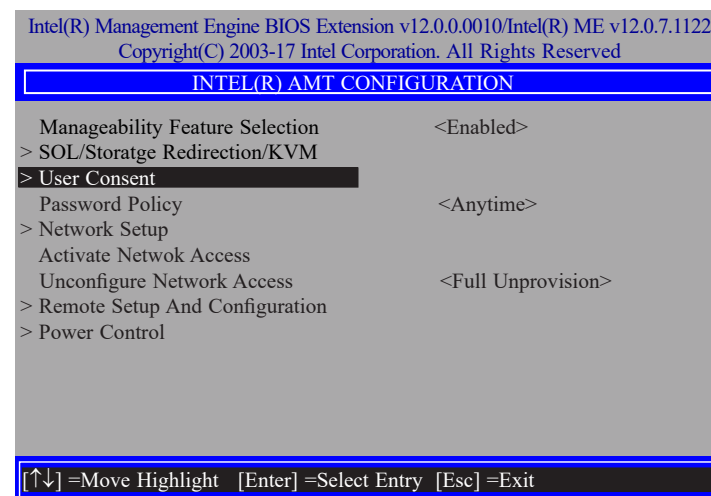 Intel(R) Management Engine BIOS Extension v12.0.0.0010/Intel(R) ME v12.0.7.1122
Copyright(C) 2003-17 Intel Corporation. All Rights Reserved
INTEL(R) AMT CONFIGURATION
Manageability Feature Selection <Enabled>
> SOL/Storatge Redirection/KVM
> User Consent
Password Policy <Anytime>
> Network Setup
Activate Netwok Access
Unconfigure Network Access <Full Unprovision>
> Remote Setup And Configuration
> Power Control
[↑↓] =Move Highlight [Enter] =Select Entry [Esc] =Exit